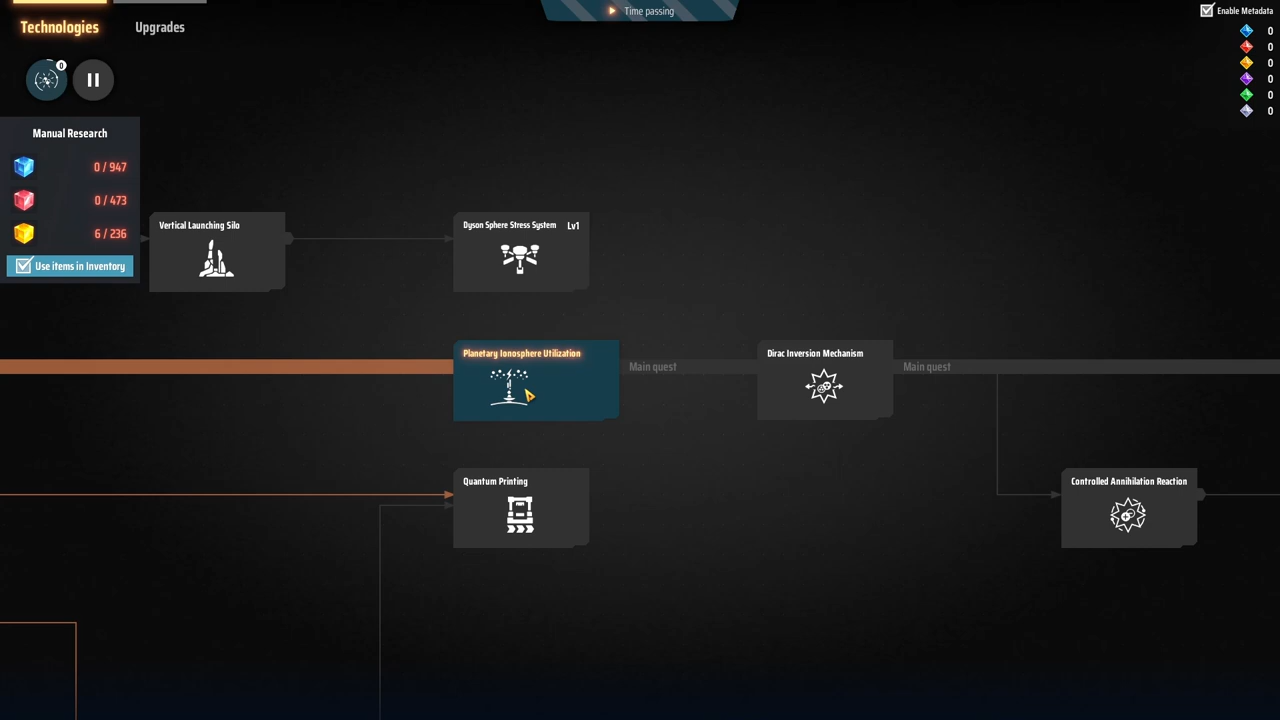 Technologies
Upgrades
Time passing
Enable Metadata
0
0
0
0
0
0
0
Manual Research
0 / 947
0 / 473
6 / 236
Use items in Inventory
Vertical Launching Silo
Dyson Sphere Stress System Lv1
Planetary Ionosphere Utilization
Main quest
Dirac Inversion Mechanism
Main quest
Quantum Printing
Controlled Annihilation Reaction